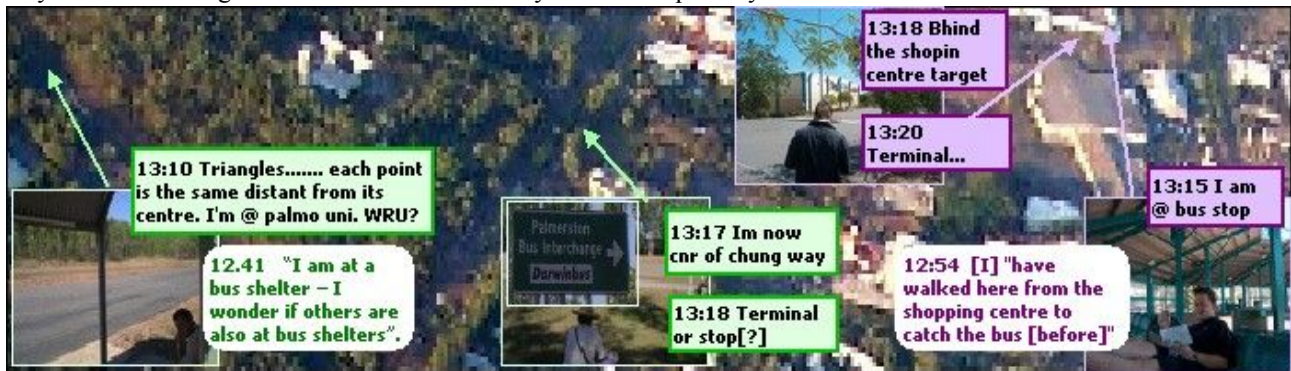 13:10 Triangles....... each point
is the same distant from its
centre. I'm @ palmo uni. WRU?
12.41 "I am at a
bus shelter – I
wonder if others are
also at bus shelters".
Palmerston
Bus Interchange
Darwinbus
13:17 Im now
cnr of chung way
13:18 Terminal
or stop[?]
13:18 Bhind
the shopin
centre target
13:20
Terminal...
13:15 I am
@ bus stop
12:54 [I] "have
walked here from the
shopping centre to
catch the bus [before]"